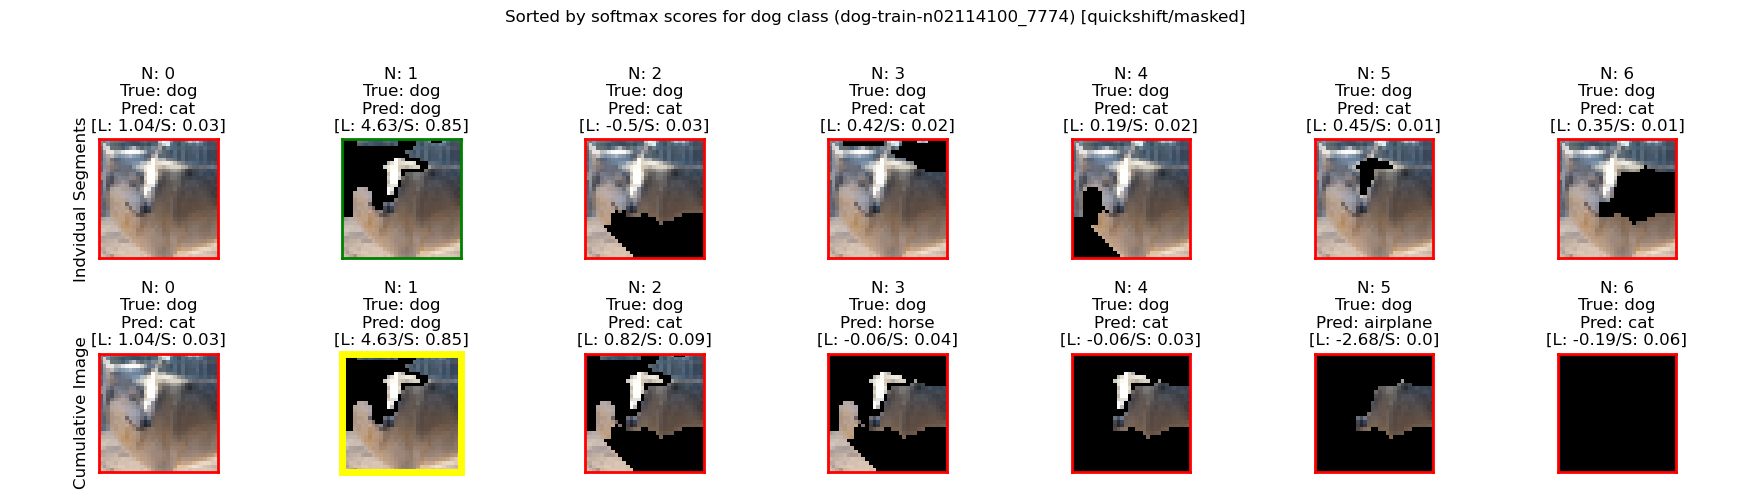 Sorted by softmax scores for dog class (dog-train-n02114100_7774) [quickshift/masked]
Indvidual Segments
N: 0
True: dog
Pred: cat
[L: 1.04/S: 0.03]
N: 1
True: dog
Pred: dog
[L: 4.63/S: 0.85]
N: 2
True: dog
Pred: cat
[L: -0.5/S: 0.03]
N: 3
True: dog
Pred: cat
[L: 0.42/S: 0.02]
N: 4
True: dog
Pred: cat
[L: 0.19/S: 0.02]
N: 5
True: dog
Pred: cat
[L: 0.45/S: 0.01]
N: 6
True: dog
Pred: cat
[L: 0.35/S: 0.01]
Cumulative Image
N: 0
True: dog
Pred: cat
[L: 1.04/S: 0.03]
N: 1
True: dog
Pred: dog
[L: 4.63/S: 0.85]
N: 2
True: dog
Pred: cat
[L: 0.82/S: 0.09]
N: 3
True: dog
Pred: horse
[L: -0.06/S: 0.04]
N: 4
True: dog
Pred: cat
[L: -0.06/S: 0.03]
N: 5
True: dog
Pred: airplane
[L: -2.68/S: 0.0]
N: 6
True: dog
Pred: cat
[L: -0.19/S: 0.06]